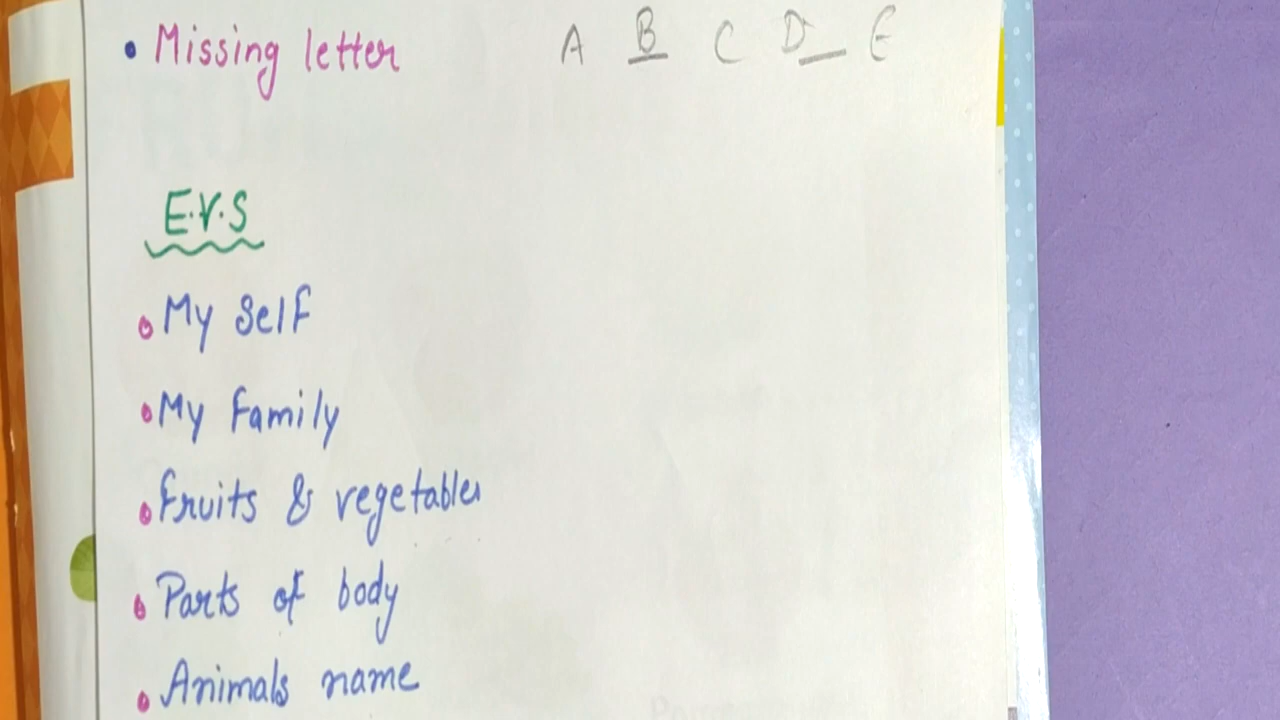 • Missing letter A B C D E
E.V.S
• My Self
• My Family
• Fruits & vegetables
• Parts of body
• Animals name